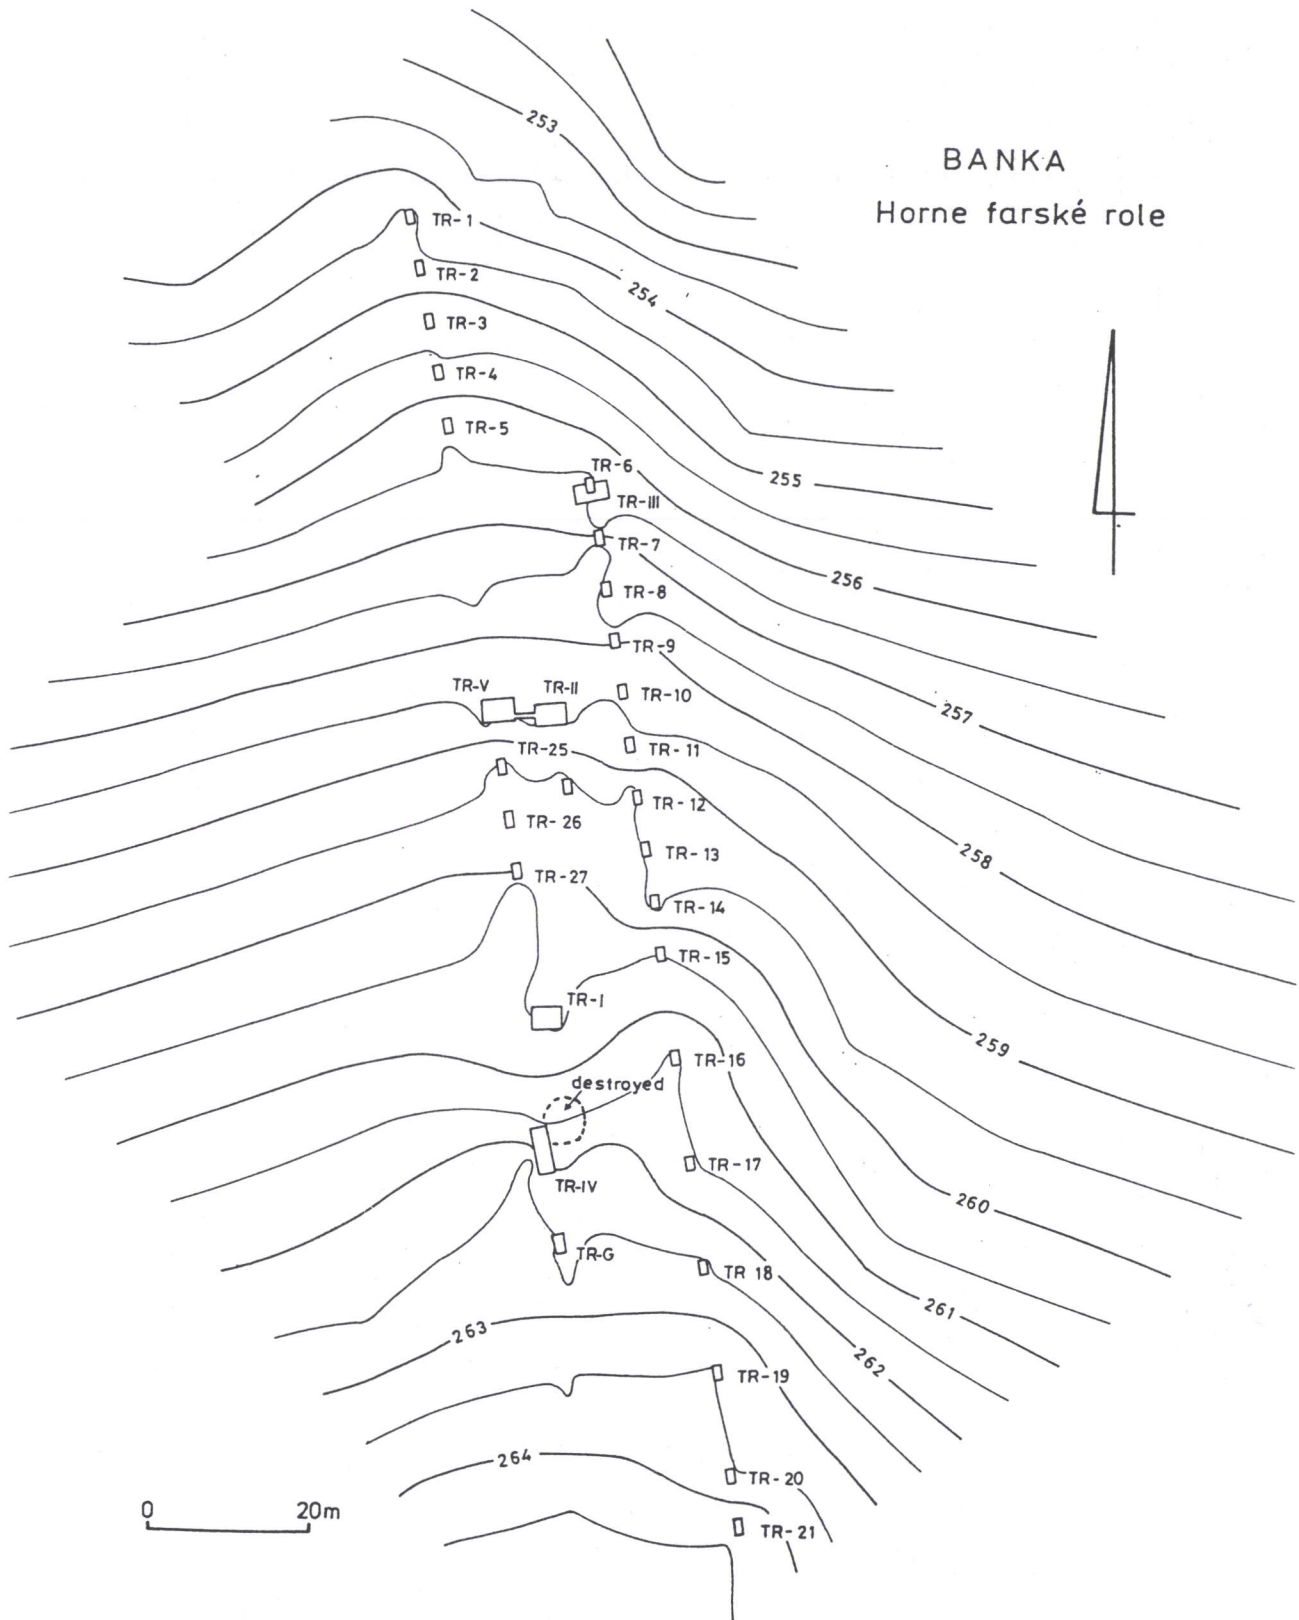 253
BANKA
Horne farské role
TR-1
TR-2
254
TR-3
TR-4
TR-5
TR-6
255
TR-III
TR-7
256
TR-8
TR-9
TR-V
TR-II
TR-10
257
TR-25
TR-11
TR-12
TR-26
TR-13
258
TR-27
TR-14
TR-15
TR-I
259
TR-16
destroyed
TR-17
TR-IV
260
TR-G
TR 18
261
263
262
TR-19
264
TR-20
0 20m
TR-21